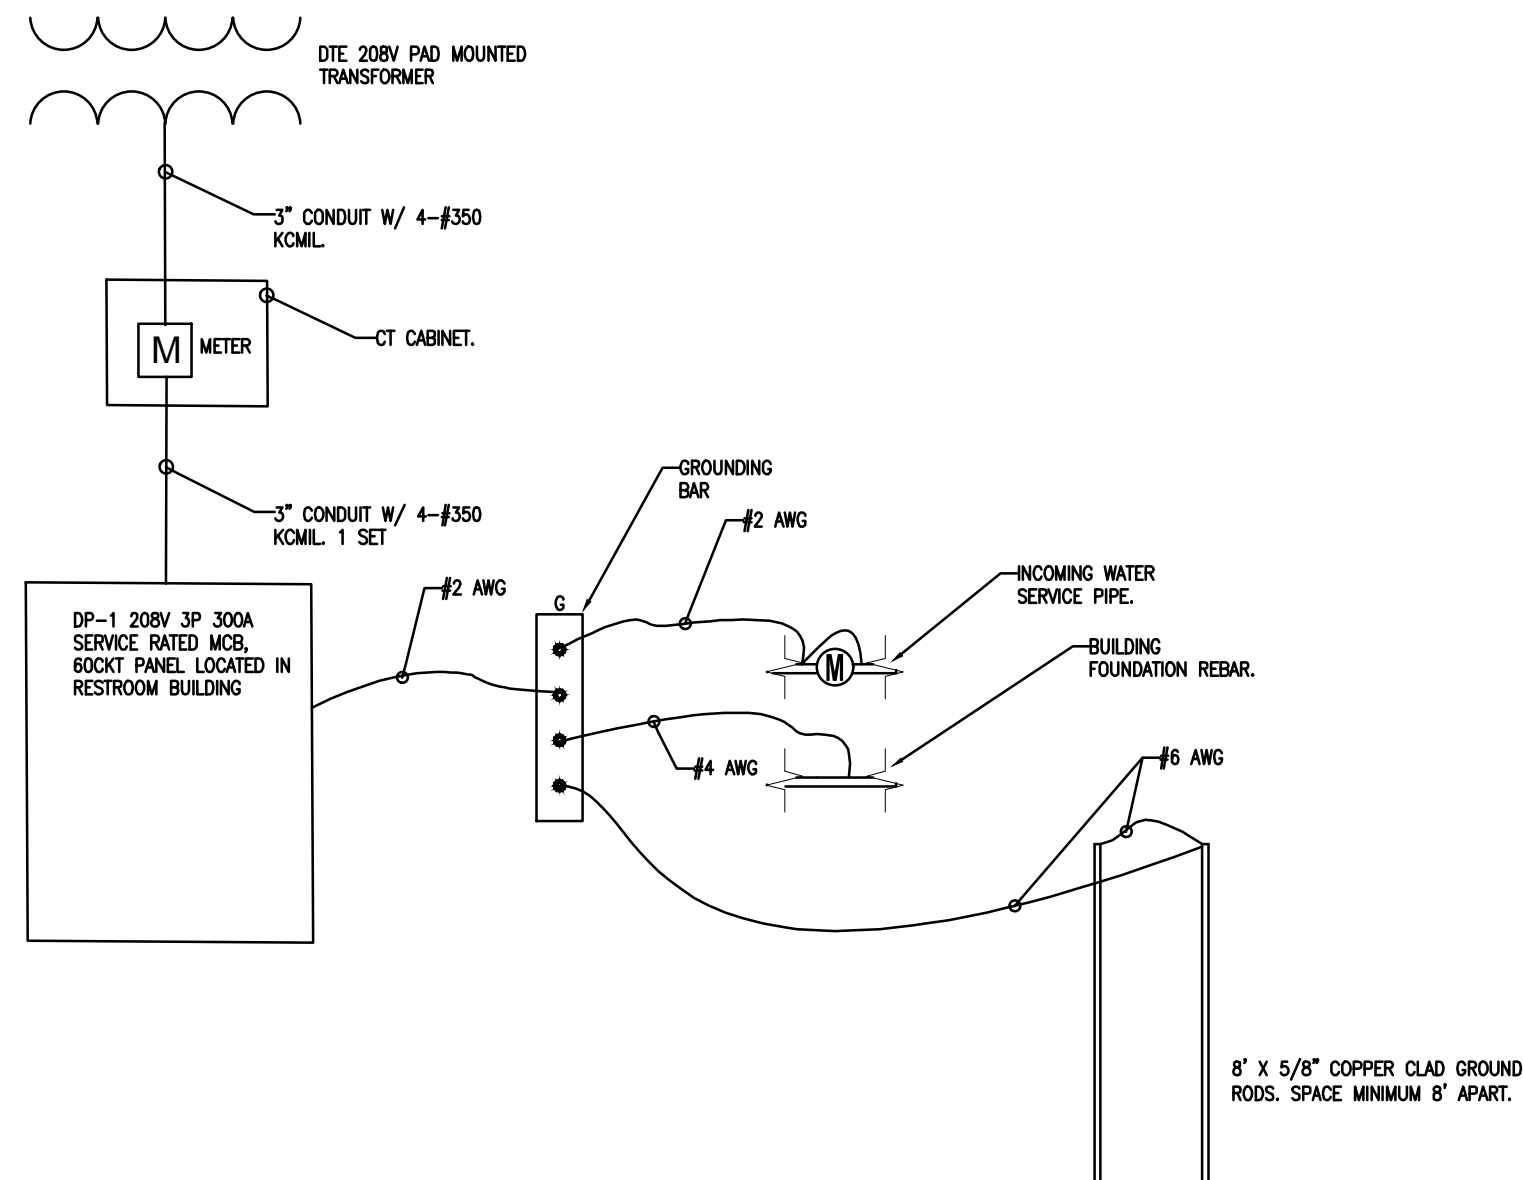 DTE 208V PAD MOUNTED
TRANSFORMER
3" CONDUIT W/ 4-#350
KCMIL.
CT CABINET.
M
METER
3" CONDUIT W/ 4-#350
KCMIL. 1 SET
GROUNDING
BAR
#2 AWG
#2 AWG
G
INCOMING WATER
SERVICE PIPE.
DP-1 208V 3P 300A
SERVICE RATED MCB,
60CKT PANEL LOCATED IN
RESTROOM BUILDING
M
BUILDING
FOUNDATION REBAR.
#4 AWG
#6 AWG
8' X 5/8" COPPER CLAD GROUND
RODS. SPACE MINIMUM 8' APART.